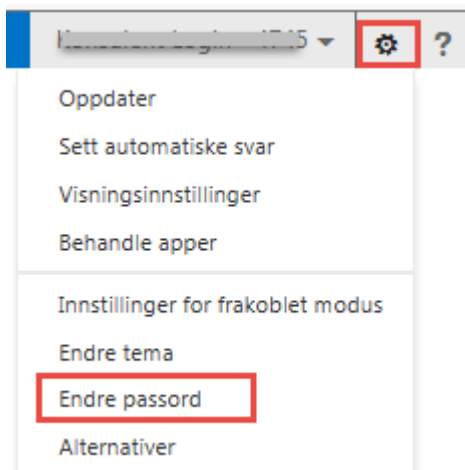 ?
Oppdater
Sett automatiske svar
Visningsinnstillinger
Behandle apper
Innstillinger for frakoblet modus
Endre tema
Endre passord
Alternativer